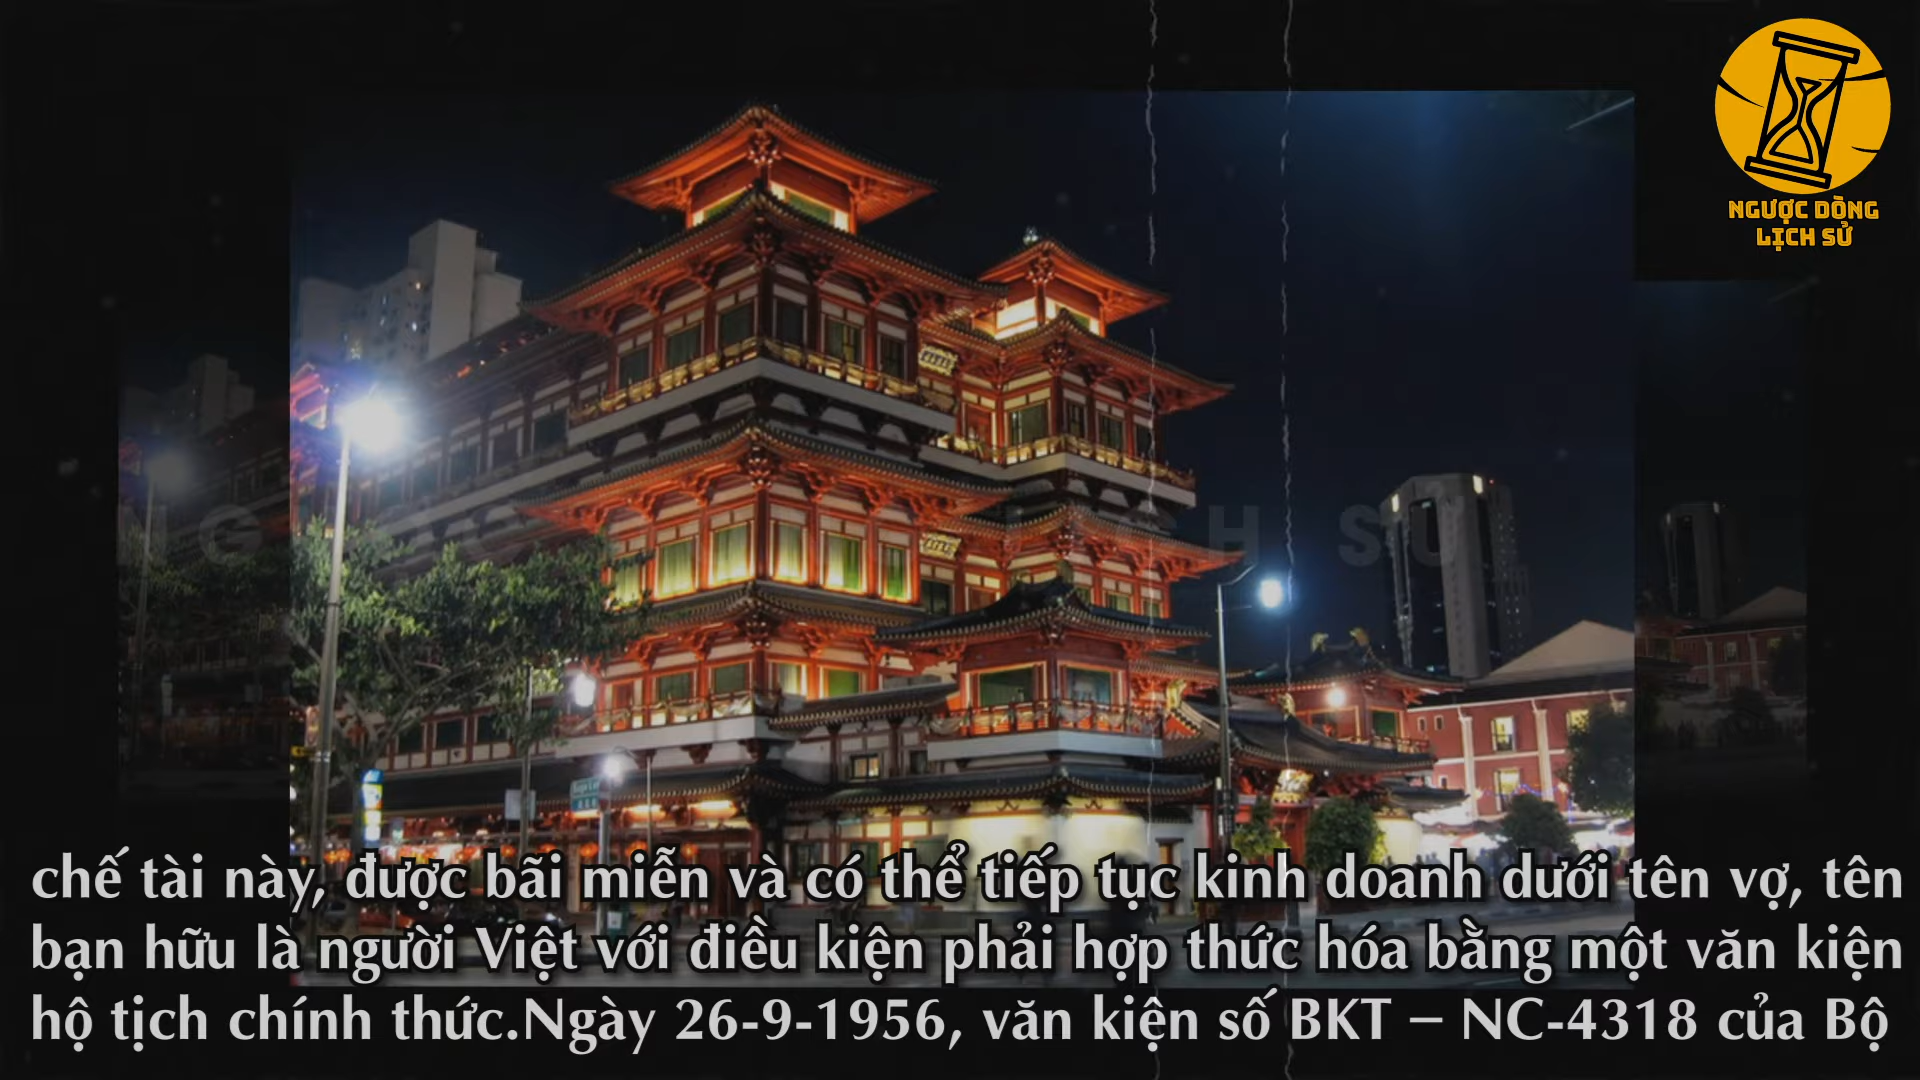 NGƯỢC DÒNG
LỊCH SỬ
chế tài này, được bãi miễn và có thể tiếp tục kinh doanh dưới tên vợ, tên
bạn hữu là người Việt với điều kiện phải hợp thức hóa bằng một văn kiện
hộ tịch chính thức.Ngày 26-9-1956, văn kiện số BKT – NC-4318 của Bộ